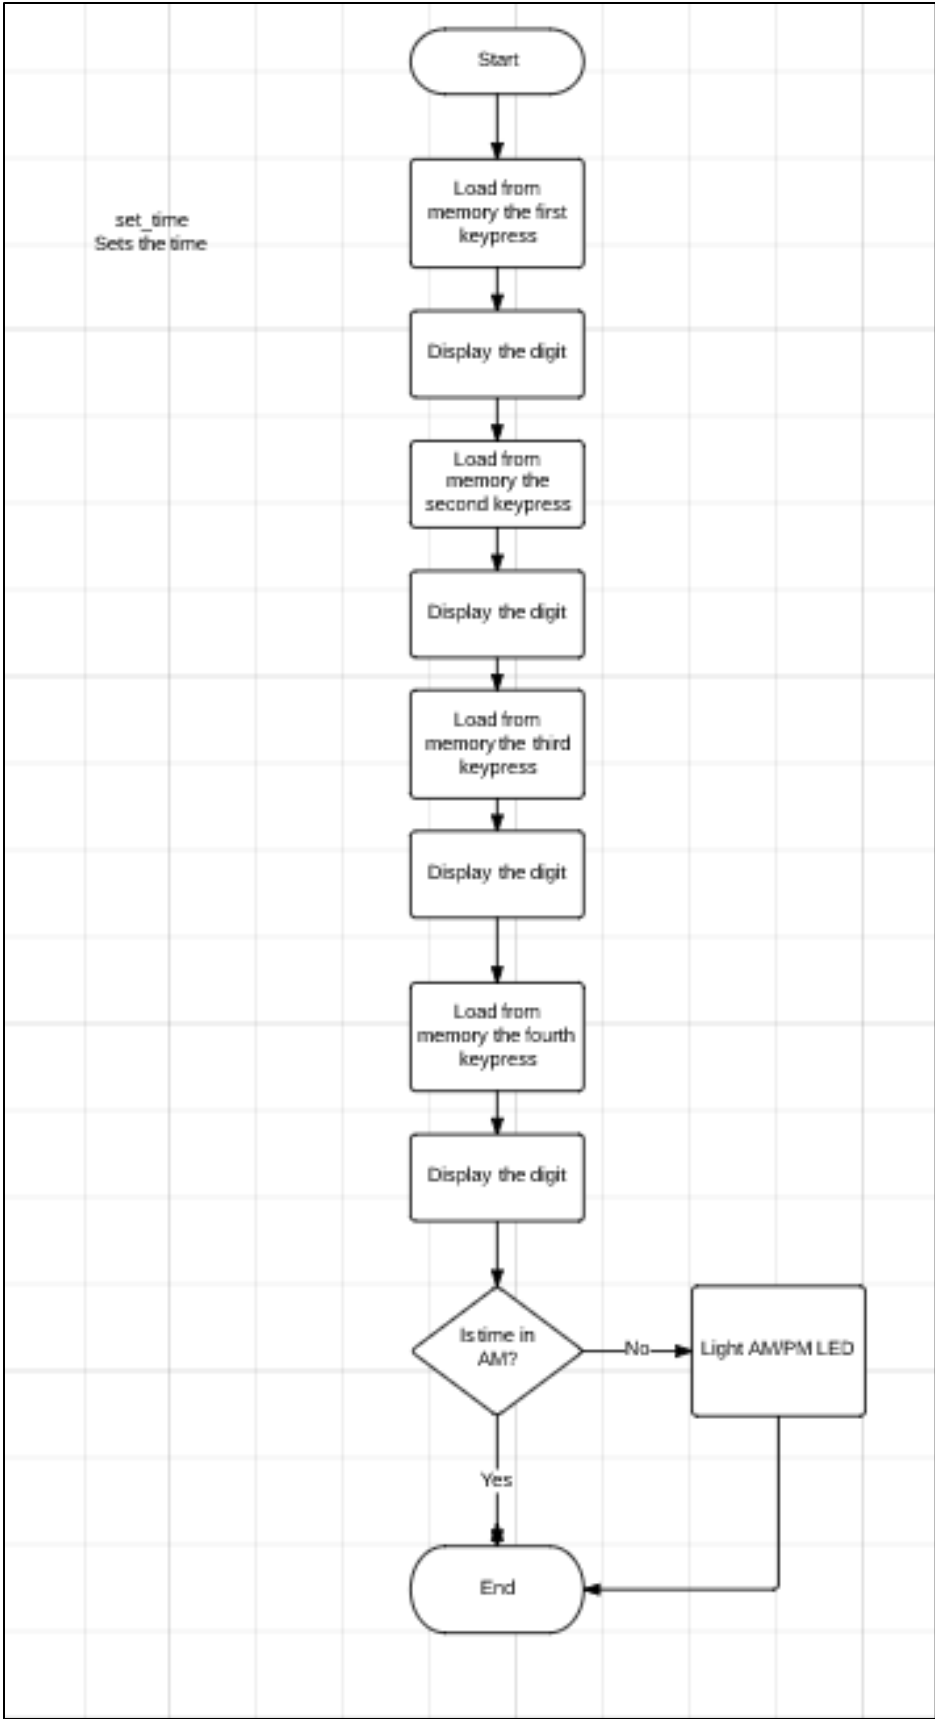 Start
Load from
memory the first
keypress
set_time
Sets the time
Display the digit
Load from
memory the
second keypress
Display the digit
Load from
memory the third
keypress
Display the digit
Load from
memory the fourth
keypress
Display the digit
Is time in
AM?
No
Light AM/PM LED
Yes
End